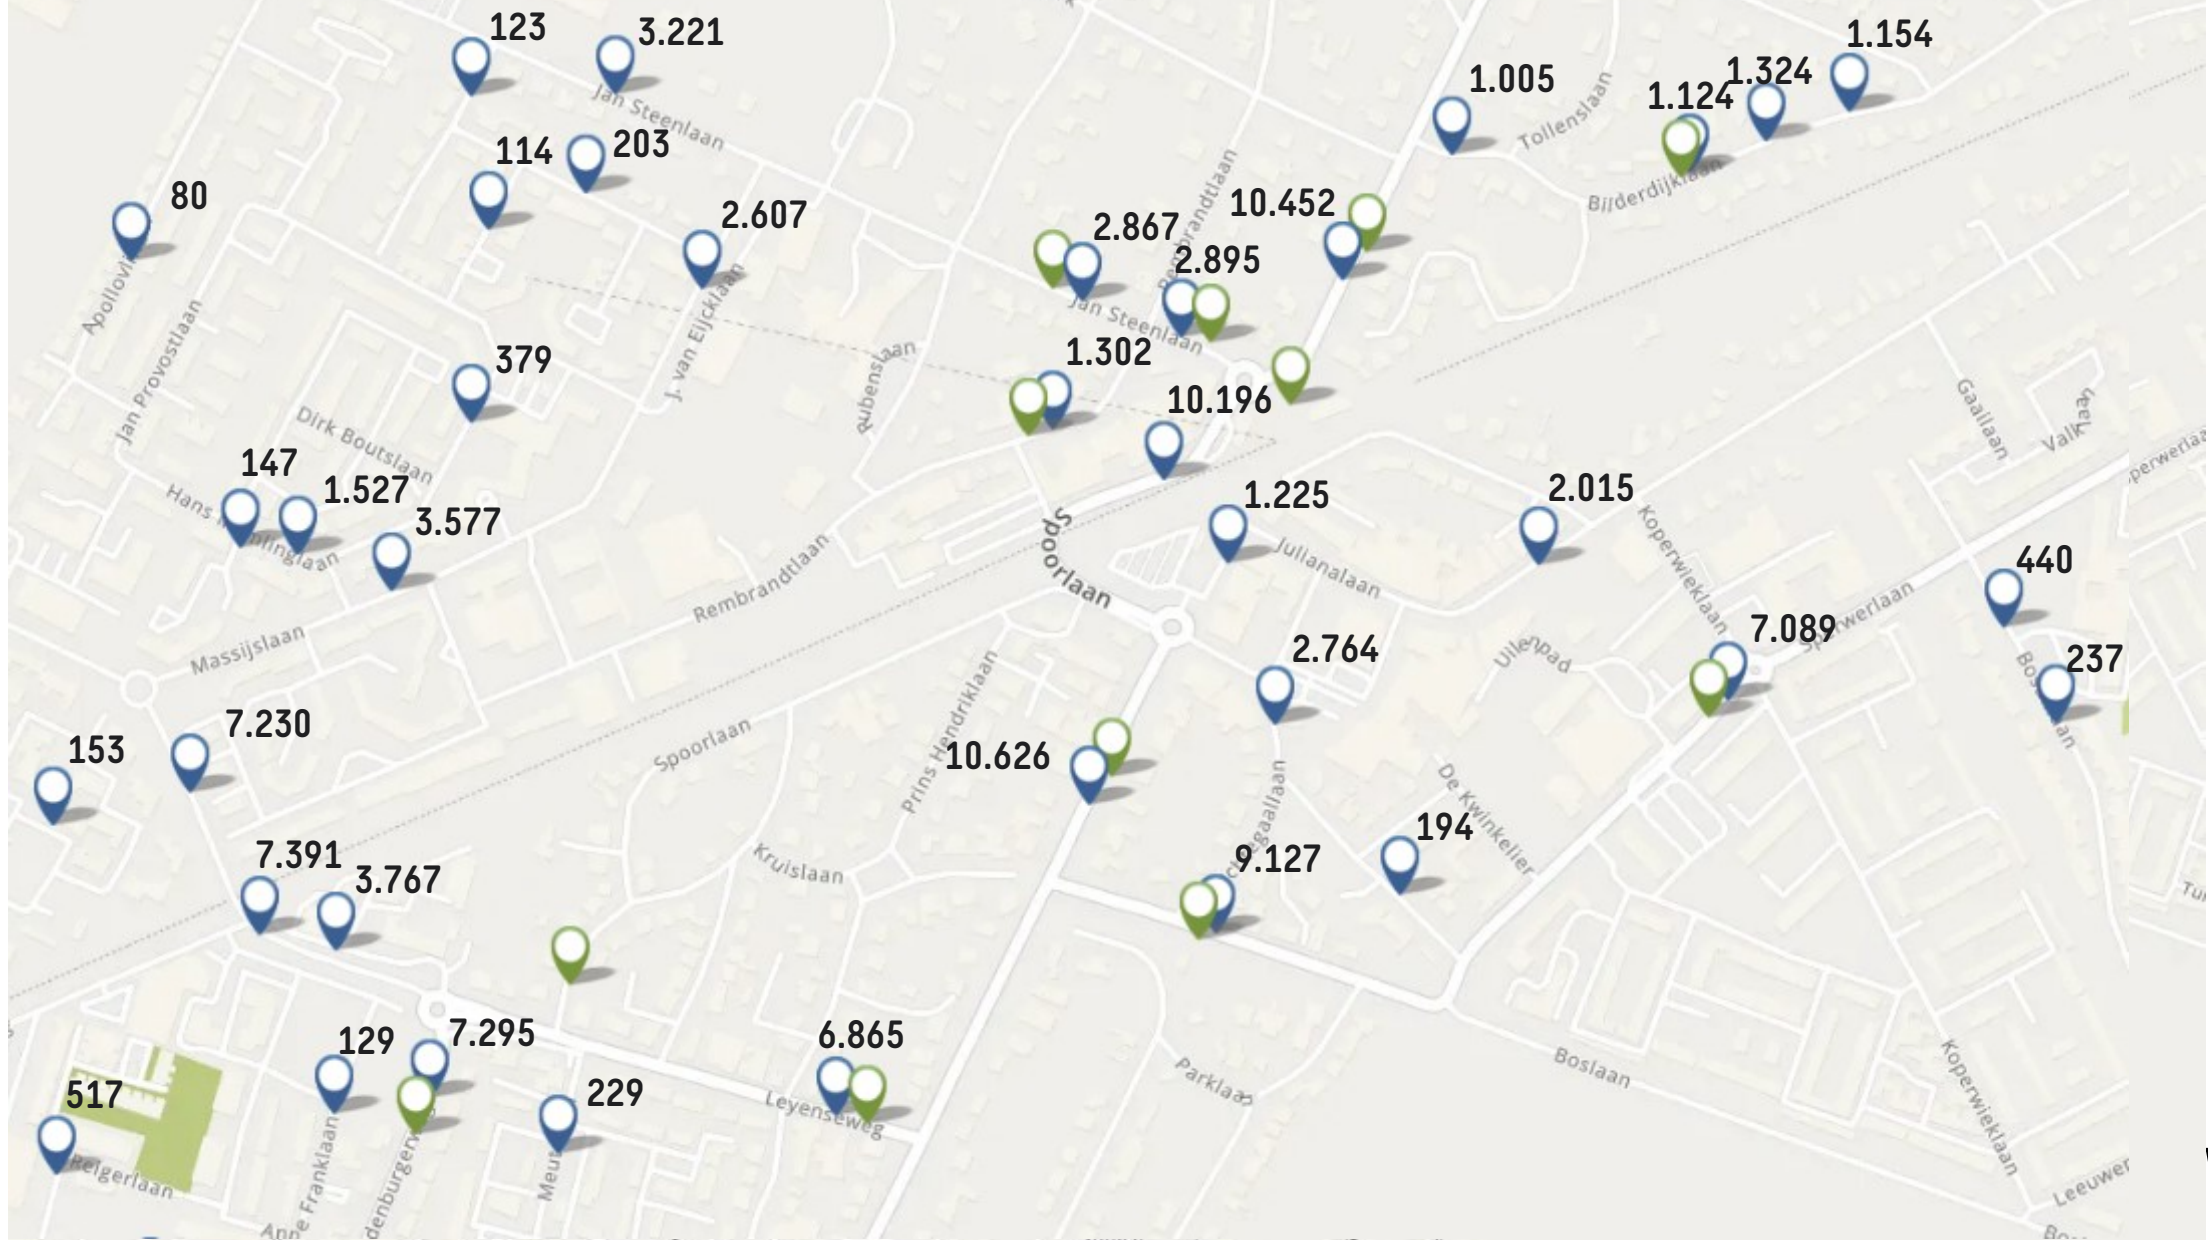 123
3.221
1.154
1.324
1.005
1.124
Jan Steenlaan
Tollenslaan
114
203
80
Bilderdijklaan
10.452
2.607
2.867
Rembrandtlaan
2.895
Jan Steenlaan
J. van Eijcklaan
Jan Provostlaan
1.302
379
Rubenslaan
10.196
Gaailaan
Valklaan
Dirk Boutslaan
147
1.527
3.577
1.225
2.015
Spoorlaan
Julianalaan
Koperwieklaan
440
Rembrandtlaan
Massijslaan
Sperwerlaan
7.089
Uilenpad
2.764
237
7.230
153
Spoorlaan
Prins Hendriklaan
10.626
De Kwinkelier
194
Kruislaan
9.127
7.391
3.767
129
7.295
6.865
517
229
Leyenseweg
Parklaan
Boslaan
Koperwieklaan
Reigerlaan
Anne Franklaan